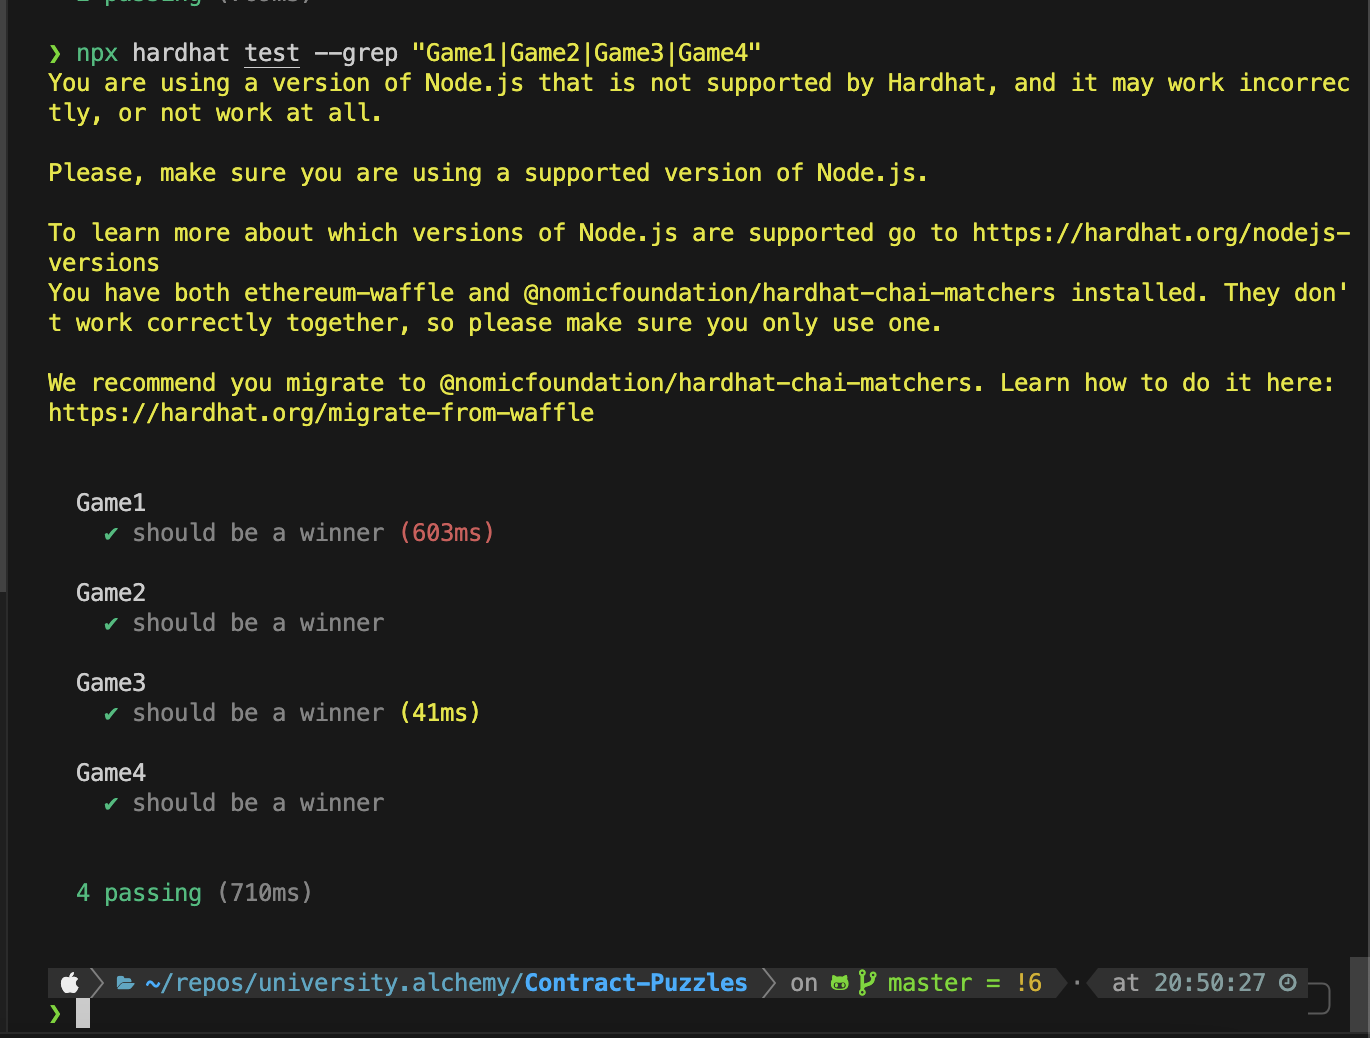 2 passing (769ms)
❯ npx hardhat test --grep "Game1|Game2|Game3|Game4"
You are using a version of Node.js that is not supported by Hardhat, and it may work incorrec
tly, or not work at all.
Please, make sure you are using a supported version of Node.js.
To learn more about which versions of Node.js are supported go to https://hardhat.org/nodejs-
versions
You have both ethereum-waffle and @nomicfoundation/hardhat-chai-matchers installed. They don'
t work correctly together, so please make sure you only use one.
We recommend you migrate to @nomicfoundation/hardhat-chai-matchers. Learn how to do it here:
https://hardhat.org/migrate-from-waffle
Game1
✔ should be a winner (603ms)
Game2
✔ should be a winner
Game3
✔ should be a winner (41ms)
Game4
✔ should be a winner
4 passing (710ms)
~/repos/university.alchemy/Contract-Puzzles on master = !6 · at 20:50:27
❯